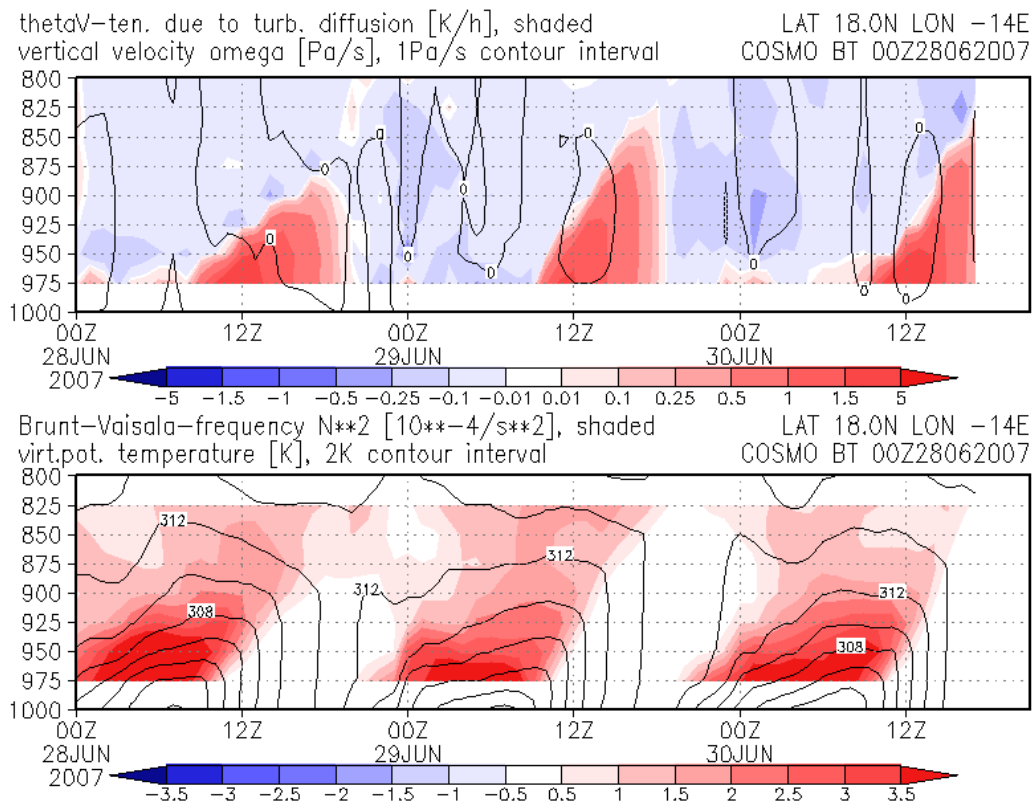 thetaV-ten. due to turb. diffusion [K/h], shaded LAT 18.0N LON -14E
vertical velocity omega [Pa/s], 1Pa/s contour interval COSMO BT 00Z28062007
800
825
850
875
900
925
950
975
1000
0 0 0 0 0
0 0
0 0 0 0
0 0
00Z 12Z 00Z 12Z 00Z 12Z
28JUN 29JUN 30JUN
2007
-5 -1.5 -1 -0.5 -0.25 -0.1 -0.01 0.01 0.1 0.25 0.5 1 1.5 5
Brunt-Vaisala-frequency N**2 [10**-4/s**2], shaded LAT 18.0N LON -14E
virt.pot. temperature [K], 2K contour interval COSMO BT 00Z28062007
800
825
850
875
900
925
950
975
1000
312 312 312 312
308 308
00Z 12Z 00Z 12Z 00Z 12Z
28JUN 29JUN 30JUN
2007
-3.5 -3 -2.5 -2 -1.5 -1 -0.5 0.5 1 1.5 2 2.5 3 3.5